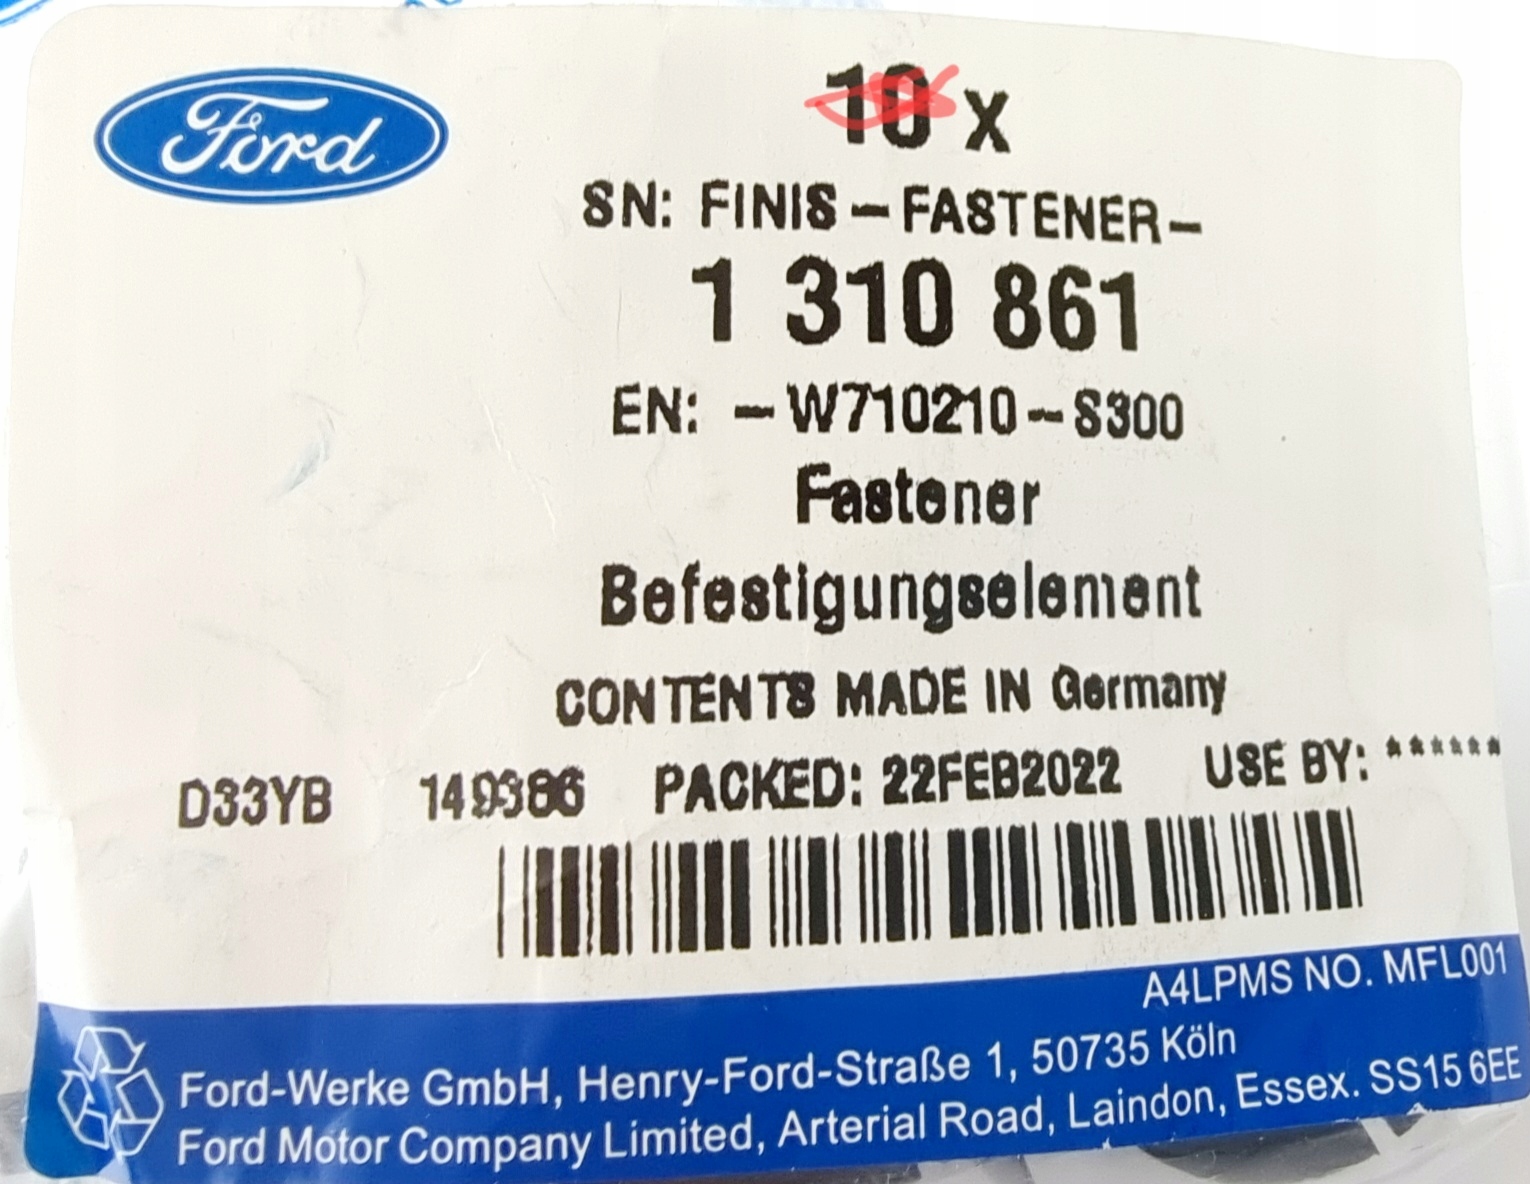 Ford
10 x
SN: FINIS - FASTENER -
1 310 861
EN: - W710210 - S300
Fastener
Befestigungselement
CONTENTS MADE IN Germany
D33YB 149386 PACKED: 22FEB2022 USE BY: ******
A4LPMS NO. MFL001
Ford-Werke GmbH, Henry-Ford-Straße 1, 50735 Köln
Ford Motor Company Limited, Arterial Road, Laindon, Essex. SS15 6EE